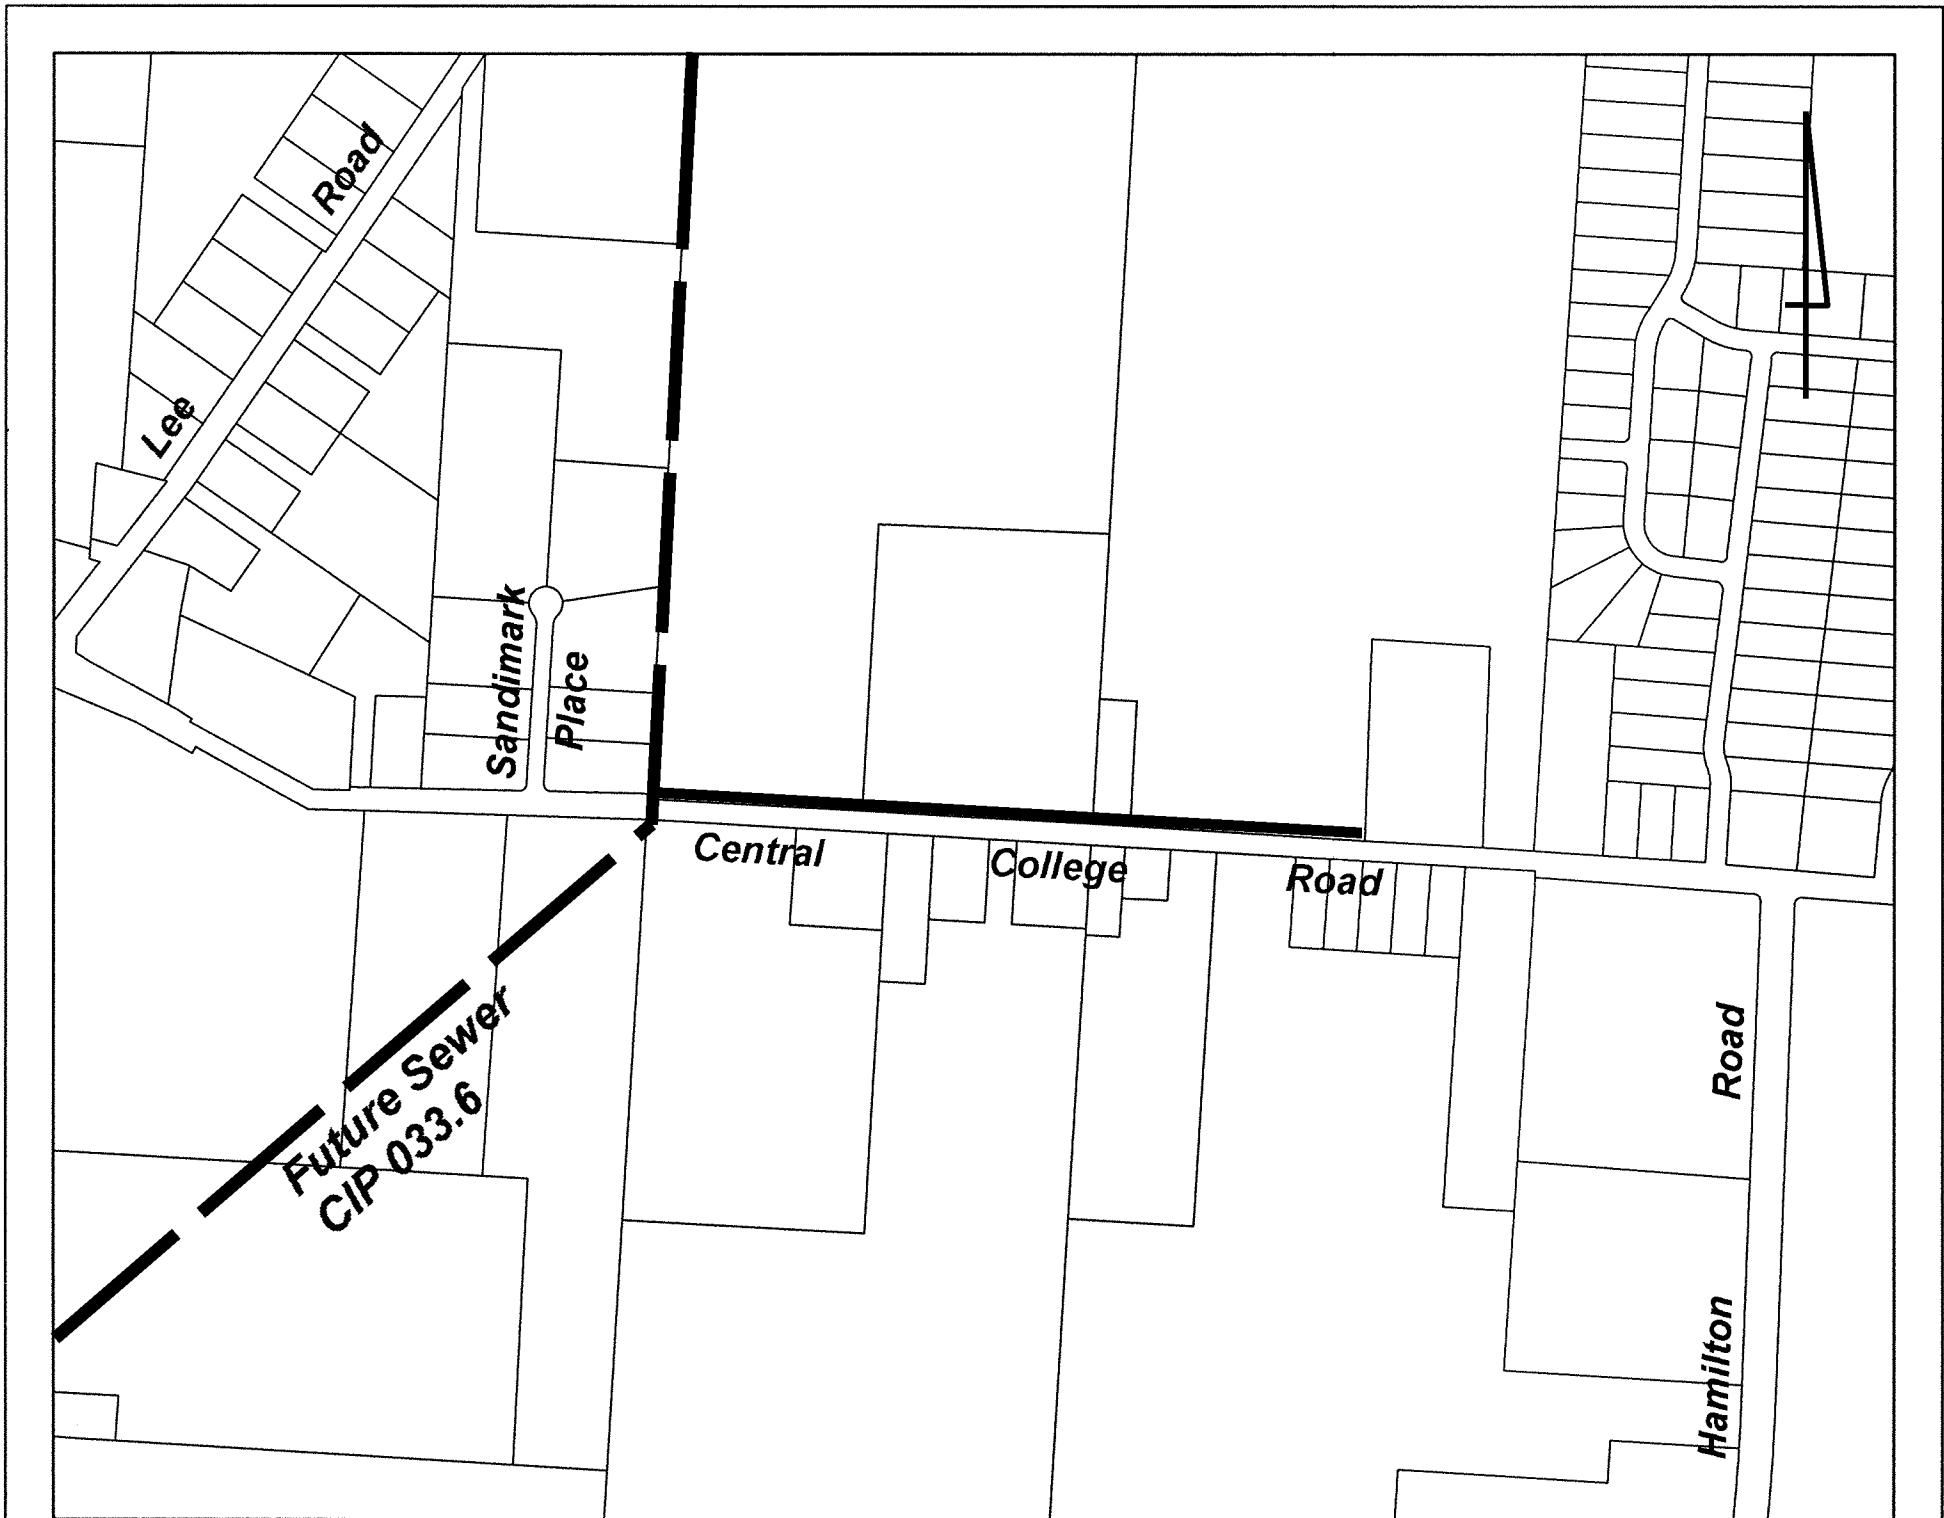 Lee Road
Sandimark
Place
Central College Road
Future Sewer
CIP 033.6
Hamilton Road